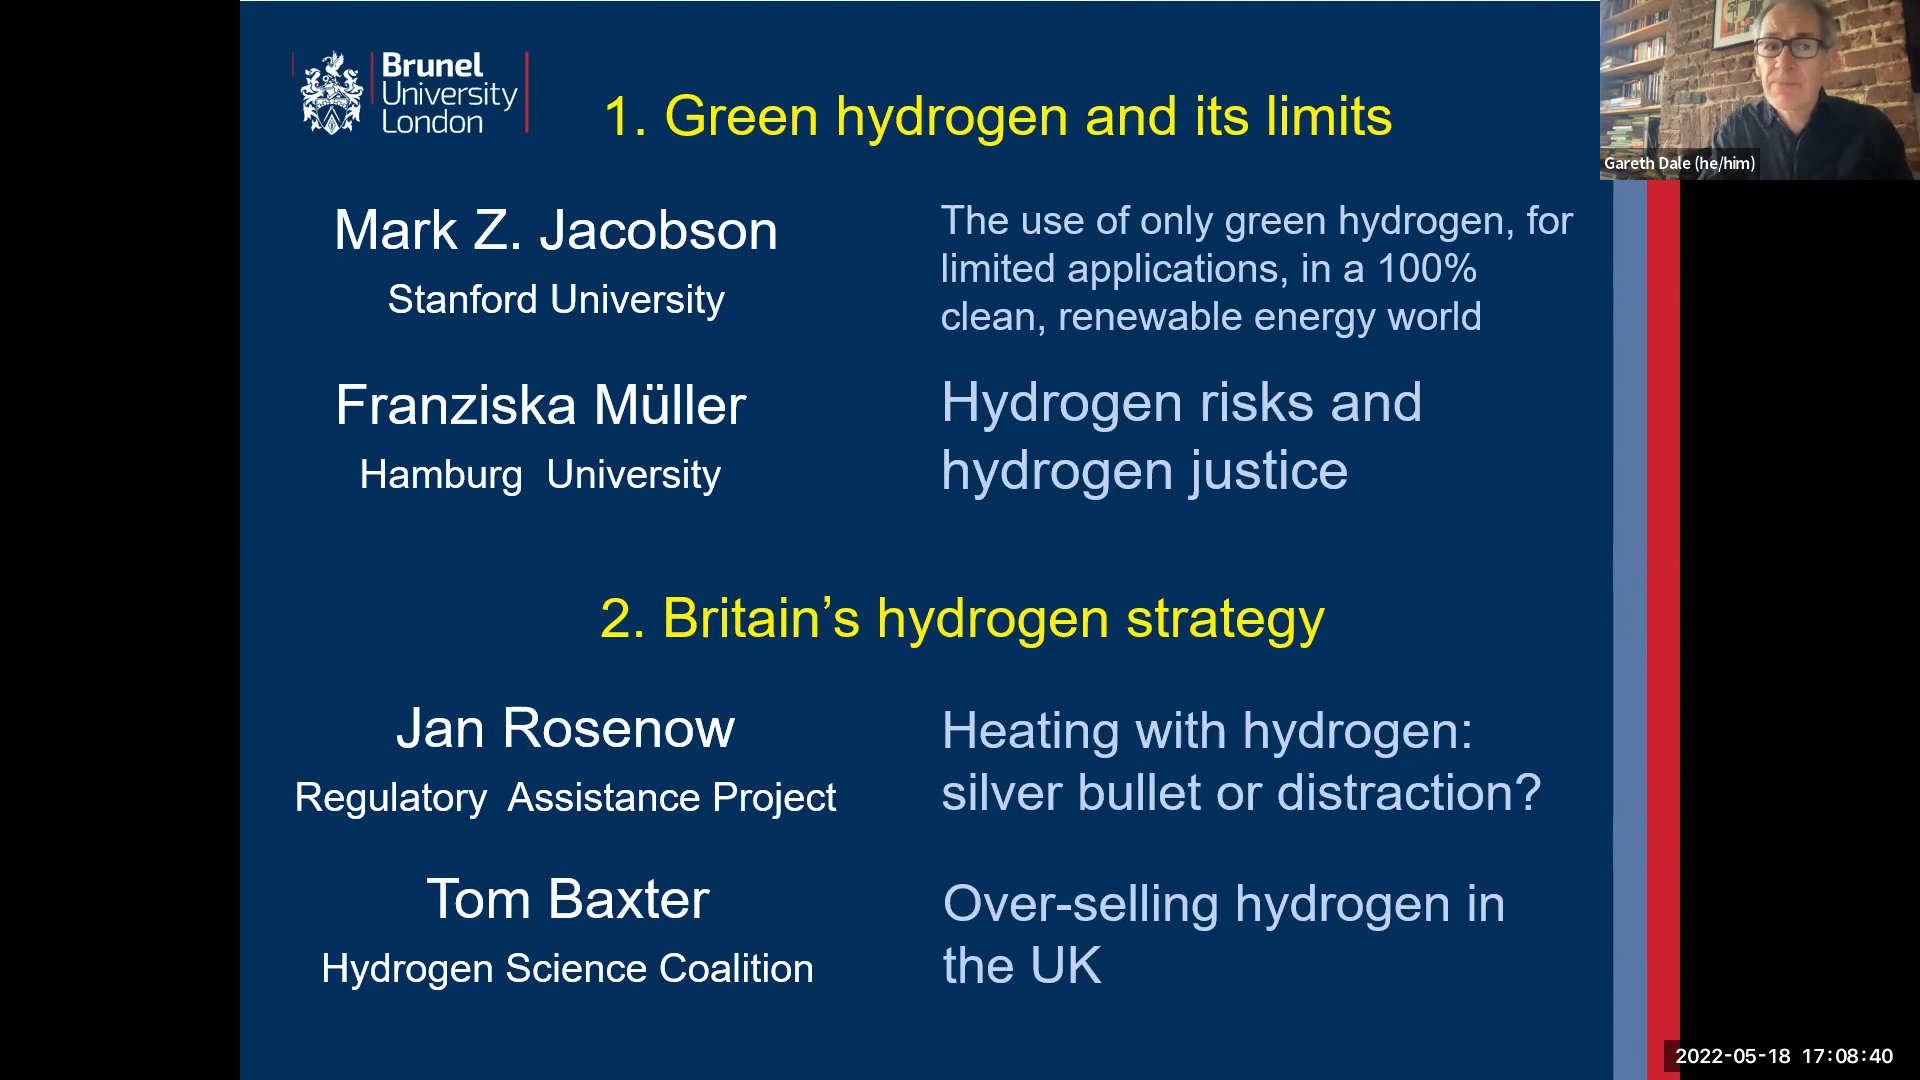 Brunel
University
London
1. Green hydrogen and its limits
Gareth Dale (he/him)
Mark Z. Jacobson
Stanford University
The use of only green hydrogen, for
limited applications, in a 100%
clean, renewable energy world
Franziska Müller
Hamburg University
Hydrogen risks and
hydrogen justice
2. Britain’s hydrogen strategy
Jan Rosenow
Regulatory Assistance Project
Heating with hydrogen:
silver bullet or distraction?
Tom Baxter
Hydrogen Science Coalition
Over-selling hydrogen in
the UK
2022-05-18 17:08:40